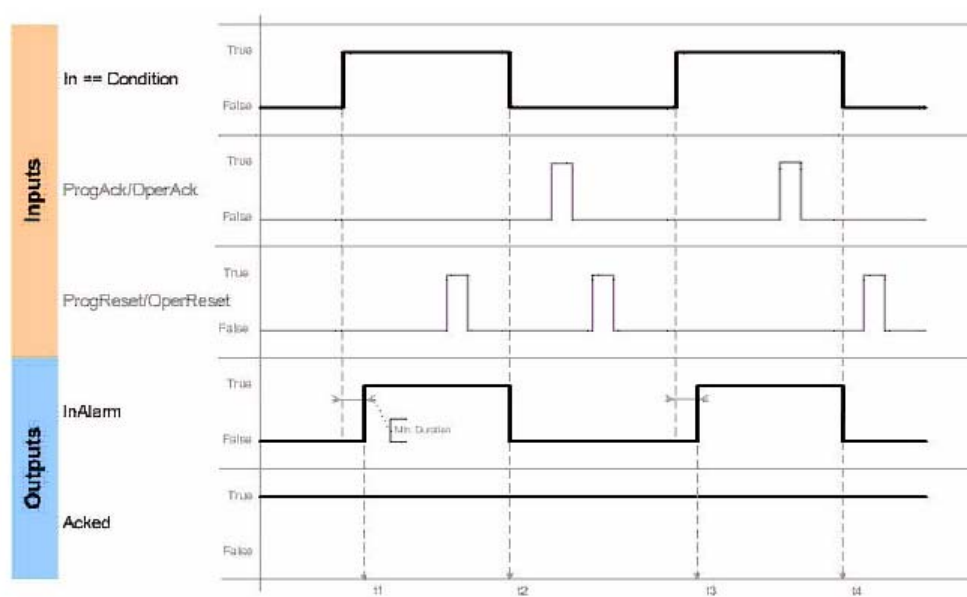 Inputs
True
In == Condition
False
True
ProgAck/OperAck
False
True
ProgReset/OperReset
False
Outputs
True
InAlarm
False
Min. Duration
True
Acked
False
t1
t2
t3
t4